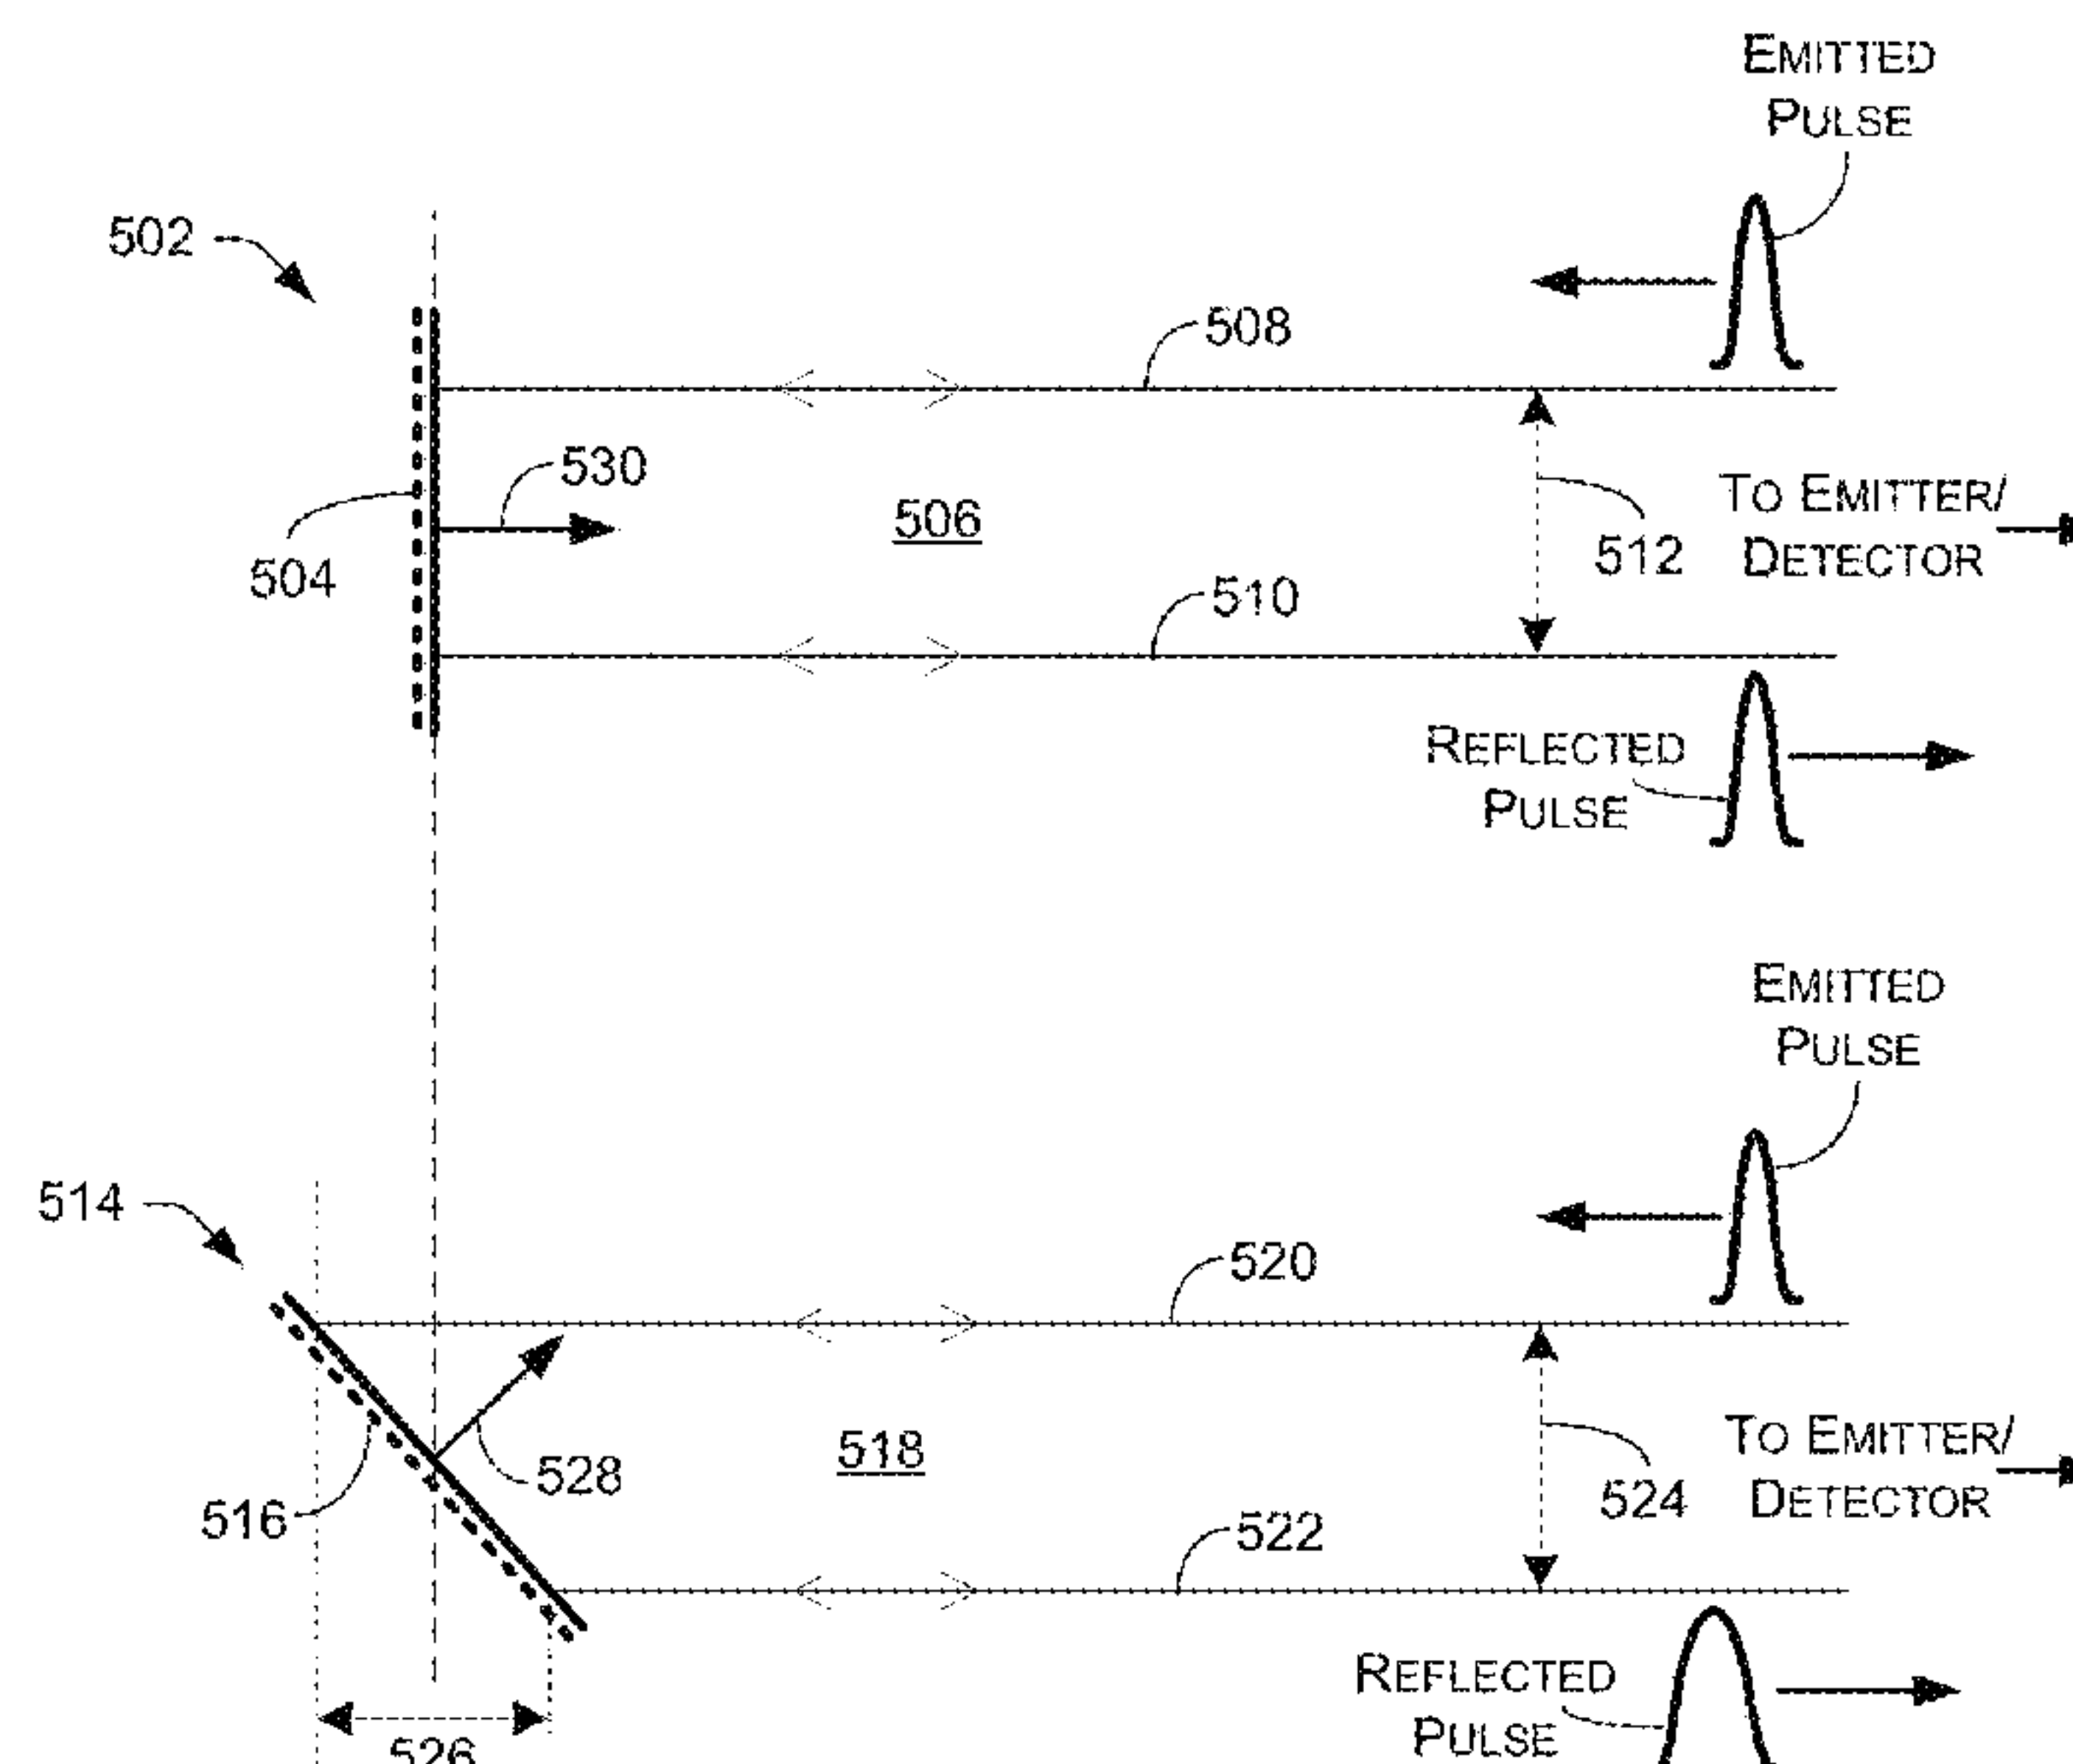 EMITTED
PULSE
502
508
530
506
TO EMITTER/
DETECTOR
512
504
510
REFLECTED
PULSE
EMITTED
PULSE
514
520
518
TO EMITTER/
DETECTOR
528
524
516
522
REFLECTED
PULSE
526